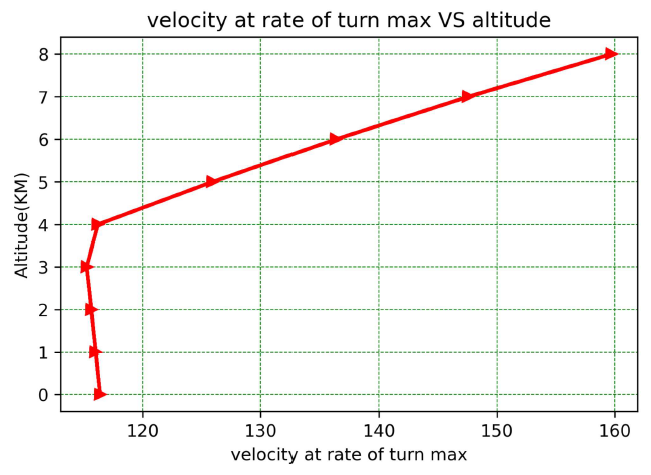 velocity at rate of turn max VS altitude
Altitude(KM)
8
7
6
5
4
3
2
1
0
120 130 140 150 160
velocity at rate of turn max